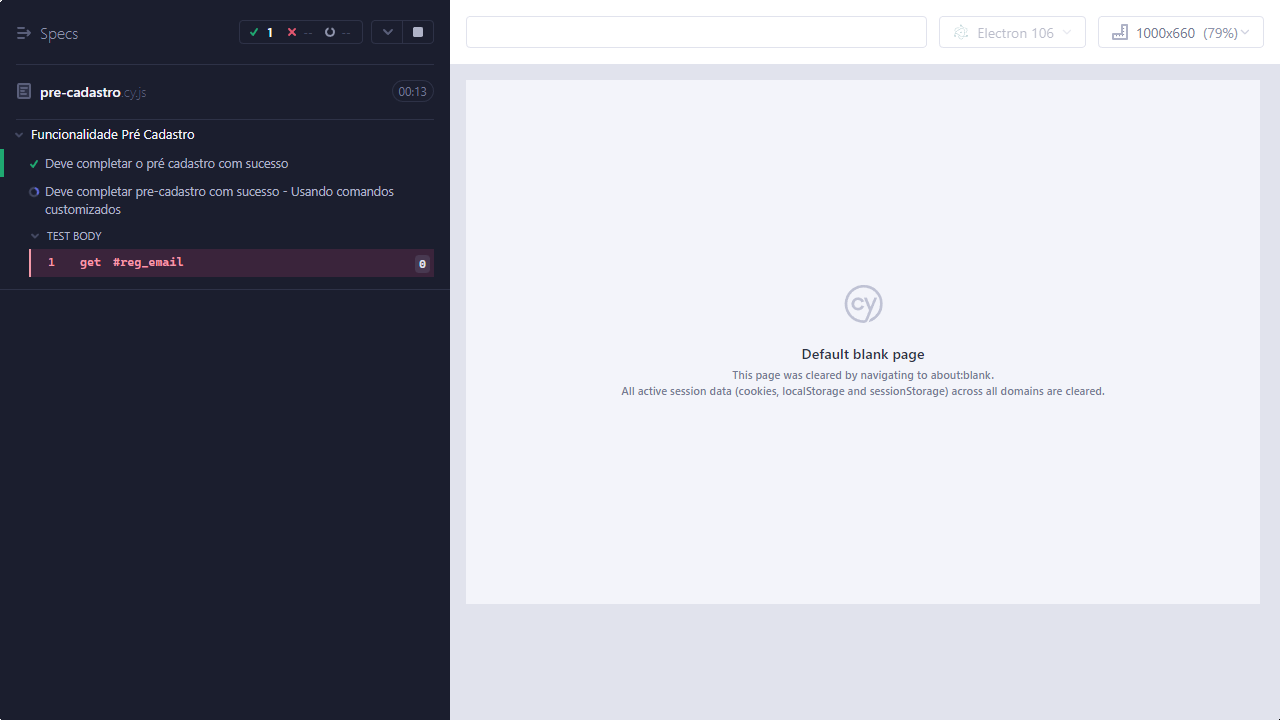 Specs
1
--
--
pre-cadastro.cy.js
00:13
Funcionalidade Pré Cadastro
Deve completar o pré cadastro com sucesso
Deve completar pre-cadastro com sucesso - Usando comandos
customizados
TEST BODY
1 get #reg_email 0
Electron 106
1000x660 (79%)
cy
Default blank page
This page was cleared by navigating to about:blank.
All active session data (cookies, localStorage and sessionStorage) across all domains are cleared.